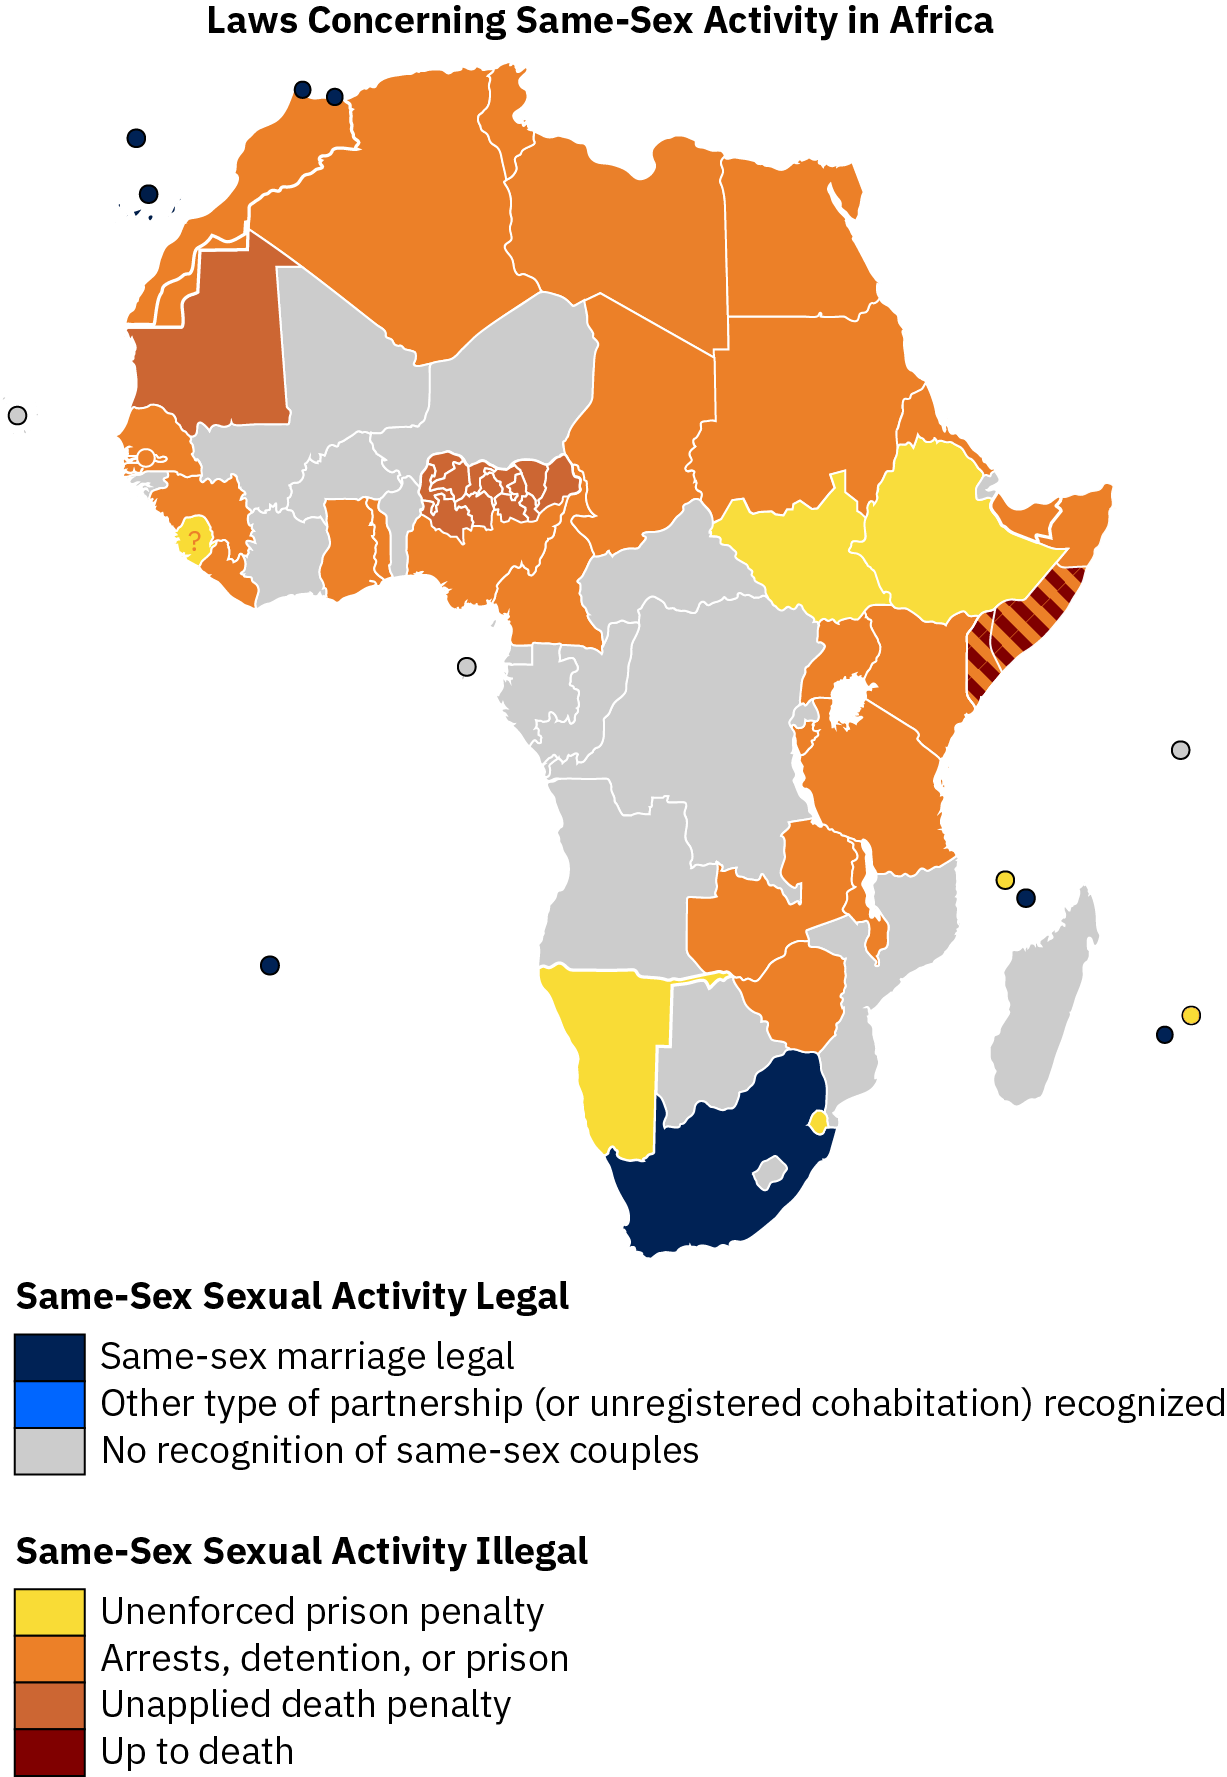 Laws Concerning Same-Sex Activity in Africa
?
Same-Sex Sexual Activity Legal
Same-sex marriage legal
Other type of partnership (or unregistered cohabitation) recognized
No recognition of same-sex couples
Same-Sex Sexual Activity Illegal
Unenforced prison penalty
Arrests, detention, or prison
Unapplied death penalty
Up to death